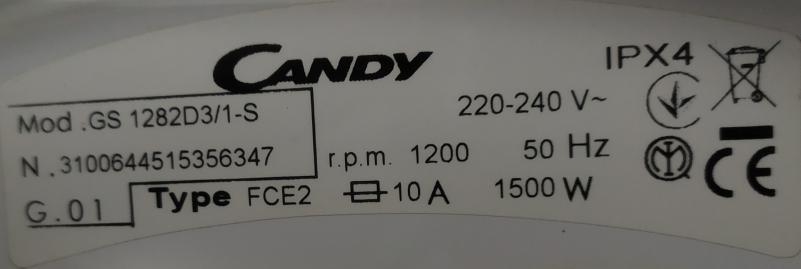 CANDY
IPX4
Mod .GS 1282D3/1-S
220-240 V~
N .3100644515356347
r.p.m. 1200
50 Hz
G.01
Type FCE2
10 A
1500 W
CE